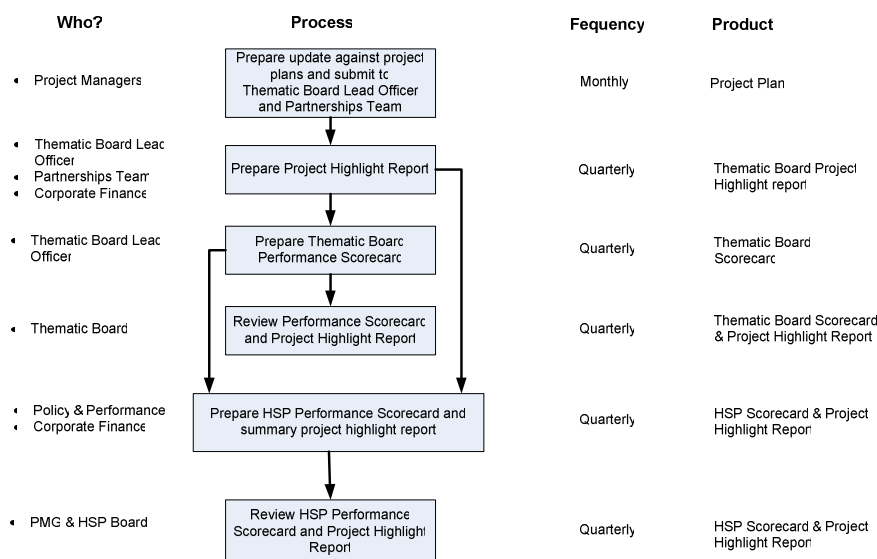 Who?
Process
Fequency
Product
• Project Managers
Prepare update against project
plans and submit to
Thematic Board Lead Officer
and Partnerships Team
Monthly
Project Plan
• Thematic Board Lead
Officer
• Partnerships Team
• Corporate Finance
Prepare Project Highlight Report
Quarterly
Thematic Board Project
Highlight report
• Thematic Board Lead
Officer
Prepare Thematic Board
Performance Scorecard
Quarterly
Thematic Board
Scorecard
• Thematic Board
Review Performance Scorecard
and Project Highlight Report
Quarterly
Thematic Board Scorecard
& Project Highlight Report
• Policy & Performance
• Corporate Finance
Prepare HSP Performance Scorecard and
summary project highlight report
Quarterly
HSP Scorecard & Project
Highlight Report
• PMG & HSP Board
Review HSP Performance
Scorecard and Project Highlight
Report
Quarterly
HSP Scorecard & Project
Highlight Report